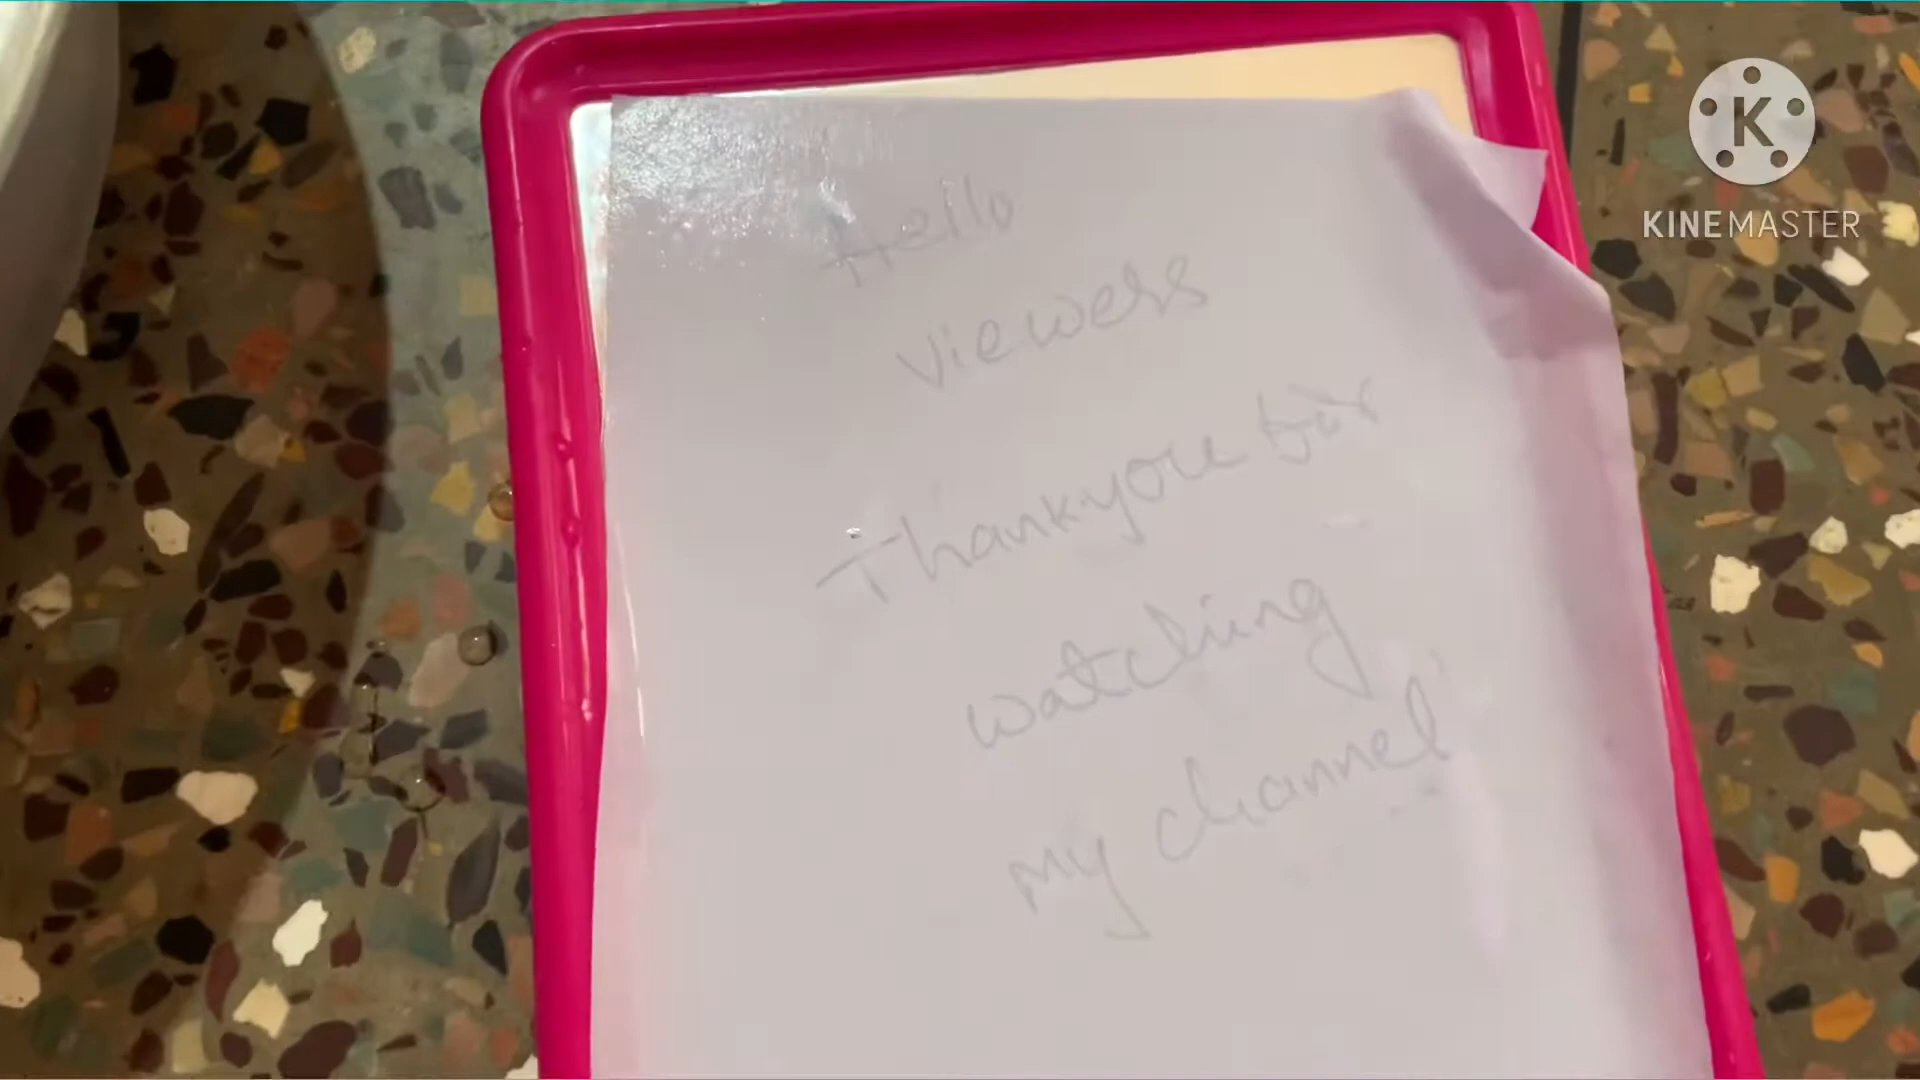 Hello
Viewers
Thankyou for
watching
my channel
K
KINEMASTER